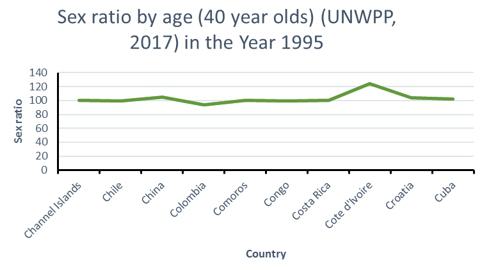 Sex ratio by age (40 year olds) (UNWPP,
2017) in the Year 1995
140
120
100
80
60
40
20
0
Sex ratio
Channel Islands
Chile
China
Colombia
Comoros
Congo
Costa Rica
Cote d'Ivoire
Croatia
Cuba
Country